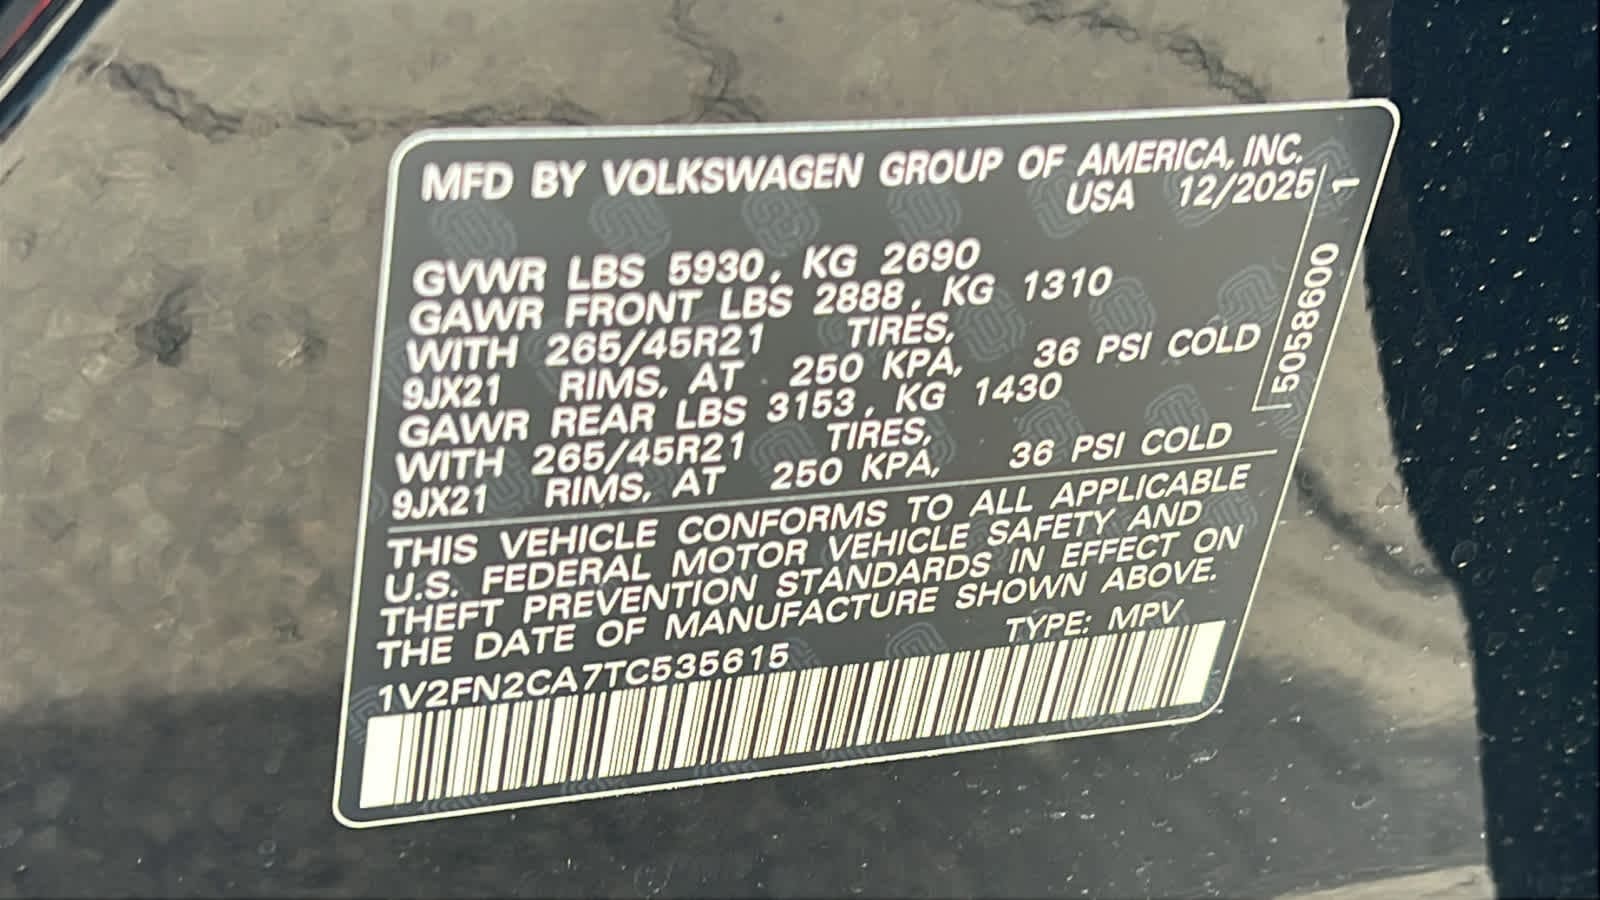 MFD BY VOLKSWAGEN GROUP OF AMERICA, INC.
USA 12/2025
GVWR LBS 5930, KG 2690
GAWR FRONT LBS 2888, KG 1310
WITH 265/45R21 TIRES,
9JX21 RIMS, AT 250 KPA, 36 PSI COLD
GAWR REAR LBS 3153, KG 1430
WITH 265/45R21 TIRES,
9JX21 RIMS, AT 250 KPA, 36 PSI COLD
THIS VEHICLE CONFORMS TO ALL APPLICABLE
U.S. FEDERAL MOTOR VEHICLE SAFETY AND
THEFT PREVENTION STANDARDS IN EFFECT ON
THE DATE OF MANUFACTURE SHOWN ABOVE.
TYPE: MPV
1V2FN2CA7TC535615
5058600 1